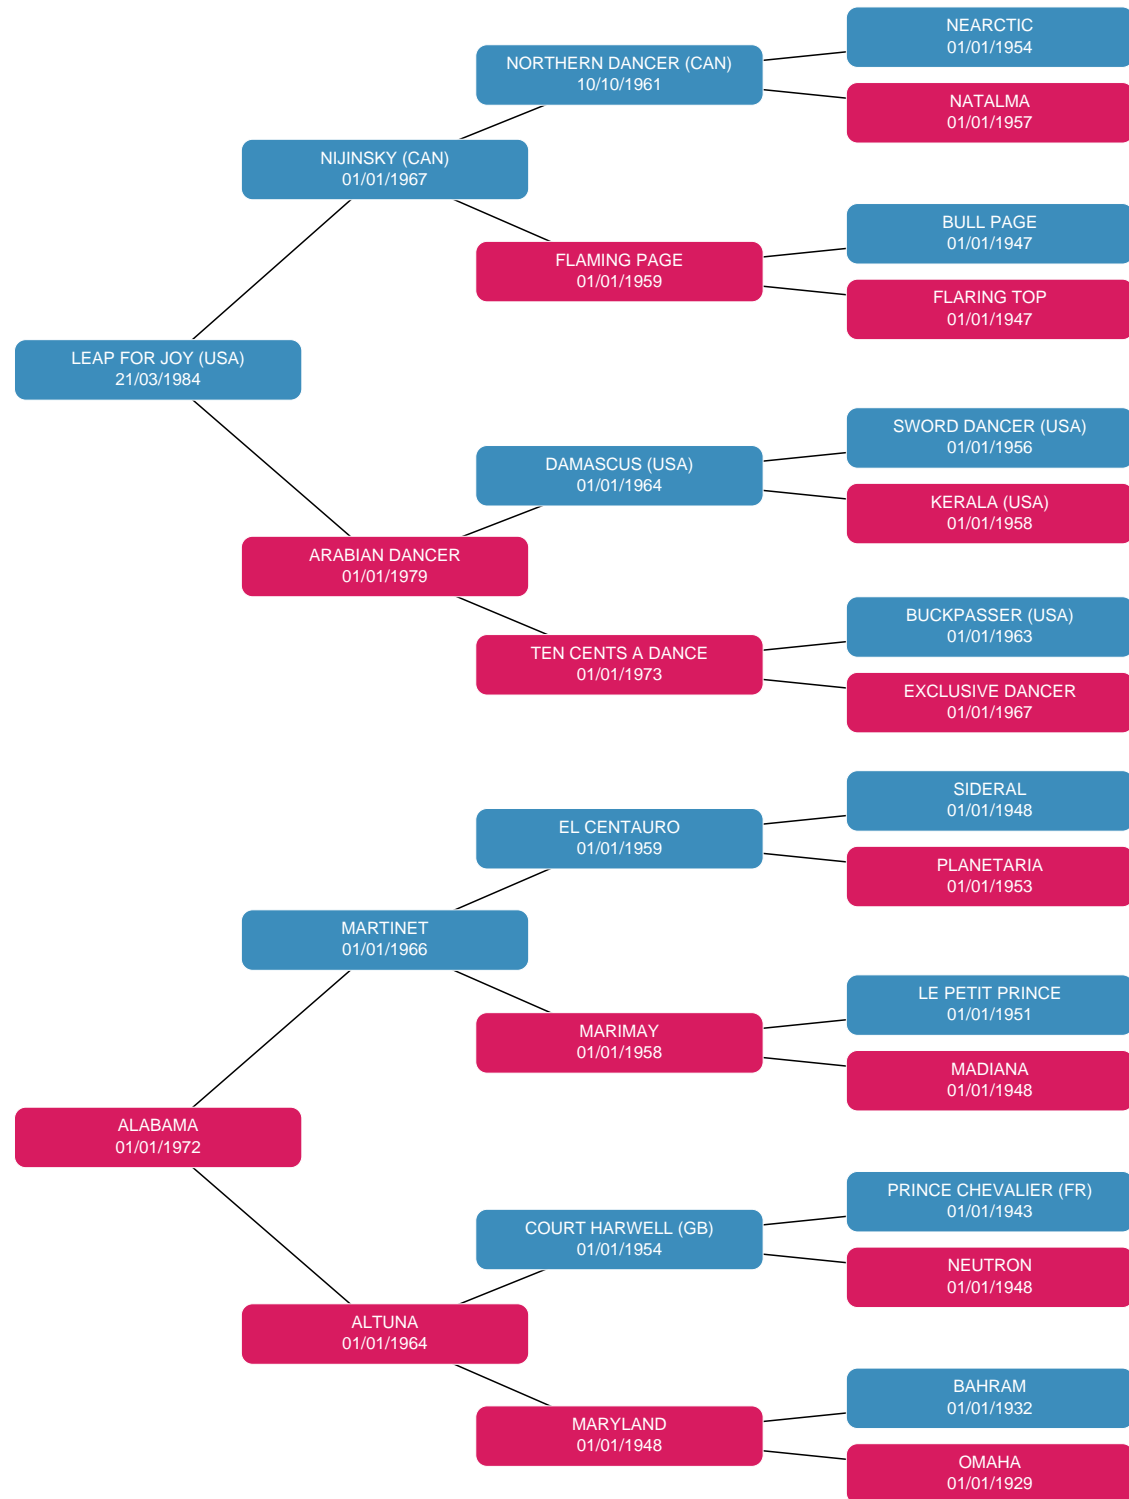 NEARCTIC
01/01/1954
NORTHERN DANCER (CAN)
10/10/1961
NATALMA
01/01/1957
NIJINSKY (CAN)
01/01/1967
BULL PAGE
01/01/1947
FLAMING PAGE
01/01/1959
FLARING TOP
01/01/1947
LEAP FOR JOY (USA)
21/03/1984
SWORD DANCER (USA)
01/01/1956
DAMASCUS (USA)
01/01/1964
KERALA (USA)
01/01/1958
ARABIAN DANCER
01/01/1979
BUCKPASSER (USA)
01/01/1963
TEN CENTS A DANCE
01/01/1973
EXCLUSIVE DANCER
01/01/1967
SIDERAL
01/01/1948
EL CENTAURO
01/01/1959
PLANETARIA
01/01/1953
MARTINET
01/01/1966
LE PETIT PRINCE
01/01/1951
MARIMAY
01/01/1958
MADIANA
01/01/1948
ALABAMA
01/01/1972
PRINCE CHEVALIER (FR)
01/01/1943
COURT HARWELL (GB)
01/01/1954
NEUTRON
01/01/1948
ALTUNA
01/01/1964
BAHRAM
01/01/1932
MARYLAND
01/01/1948
OMAHA
01/01/1929